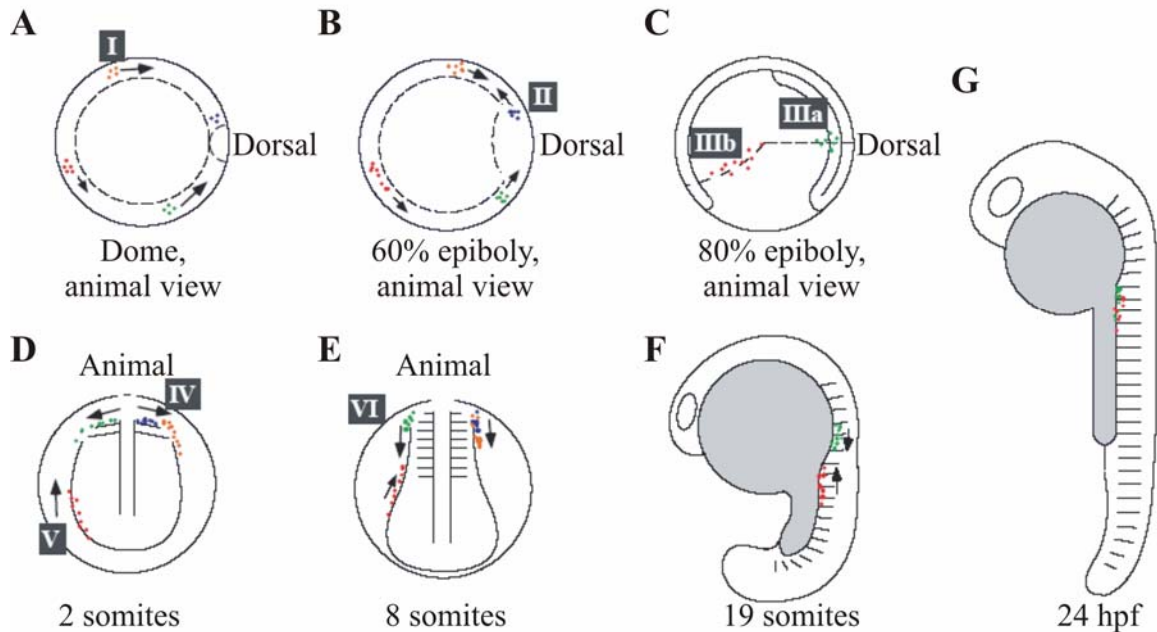 A
B
C
I
II
G
IIIa
IIIb
Dorsal
Dorsal
Dorsal
Dome,
animal view
60% epiboly,
animal view
80% epiboly,
animal view
D
Animal
E
Animal
F
IV
VI
V
2 somites
8 somites
19 somites
24 hpf